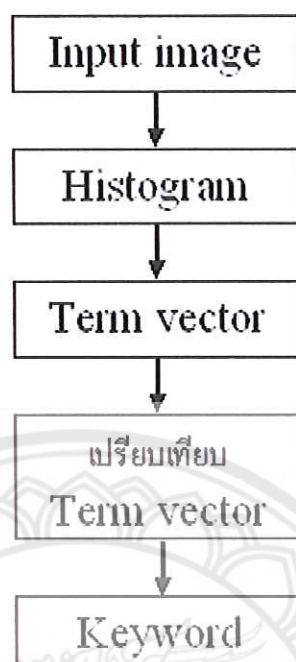 Input image
Histogram
Term vector
เปรียบเทียบ
Term vector
Keyword